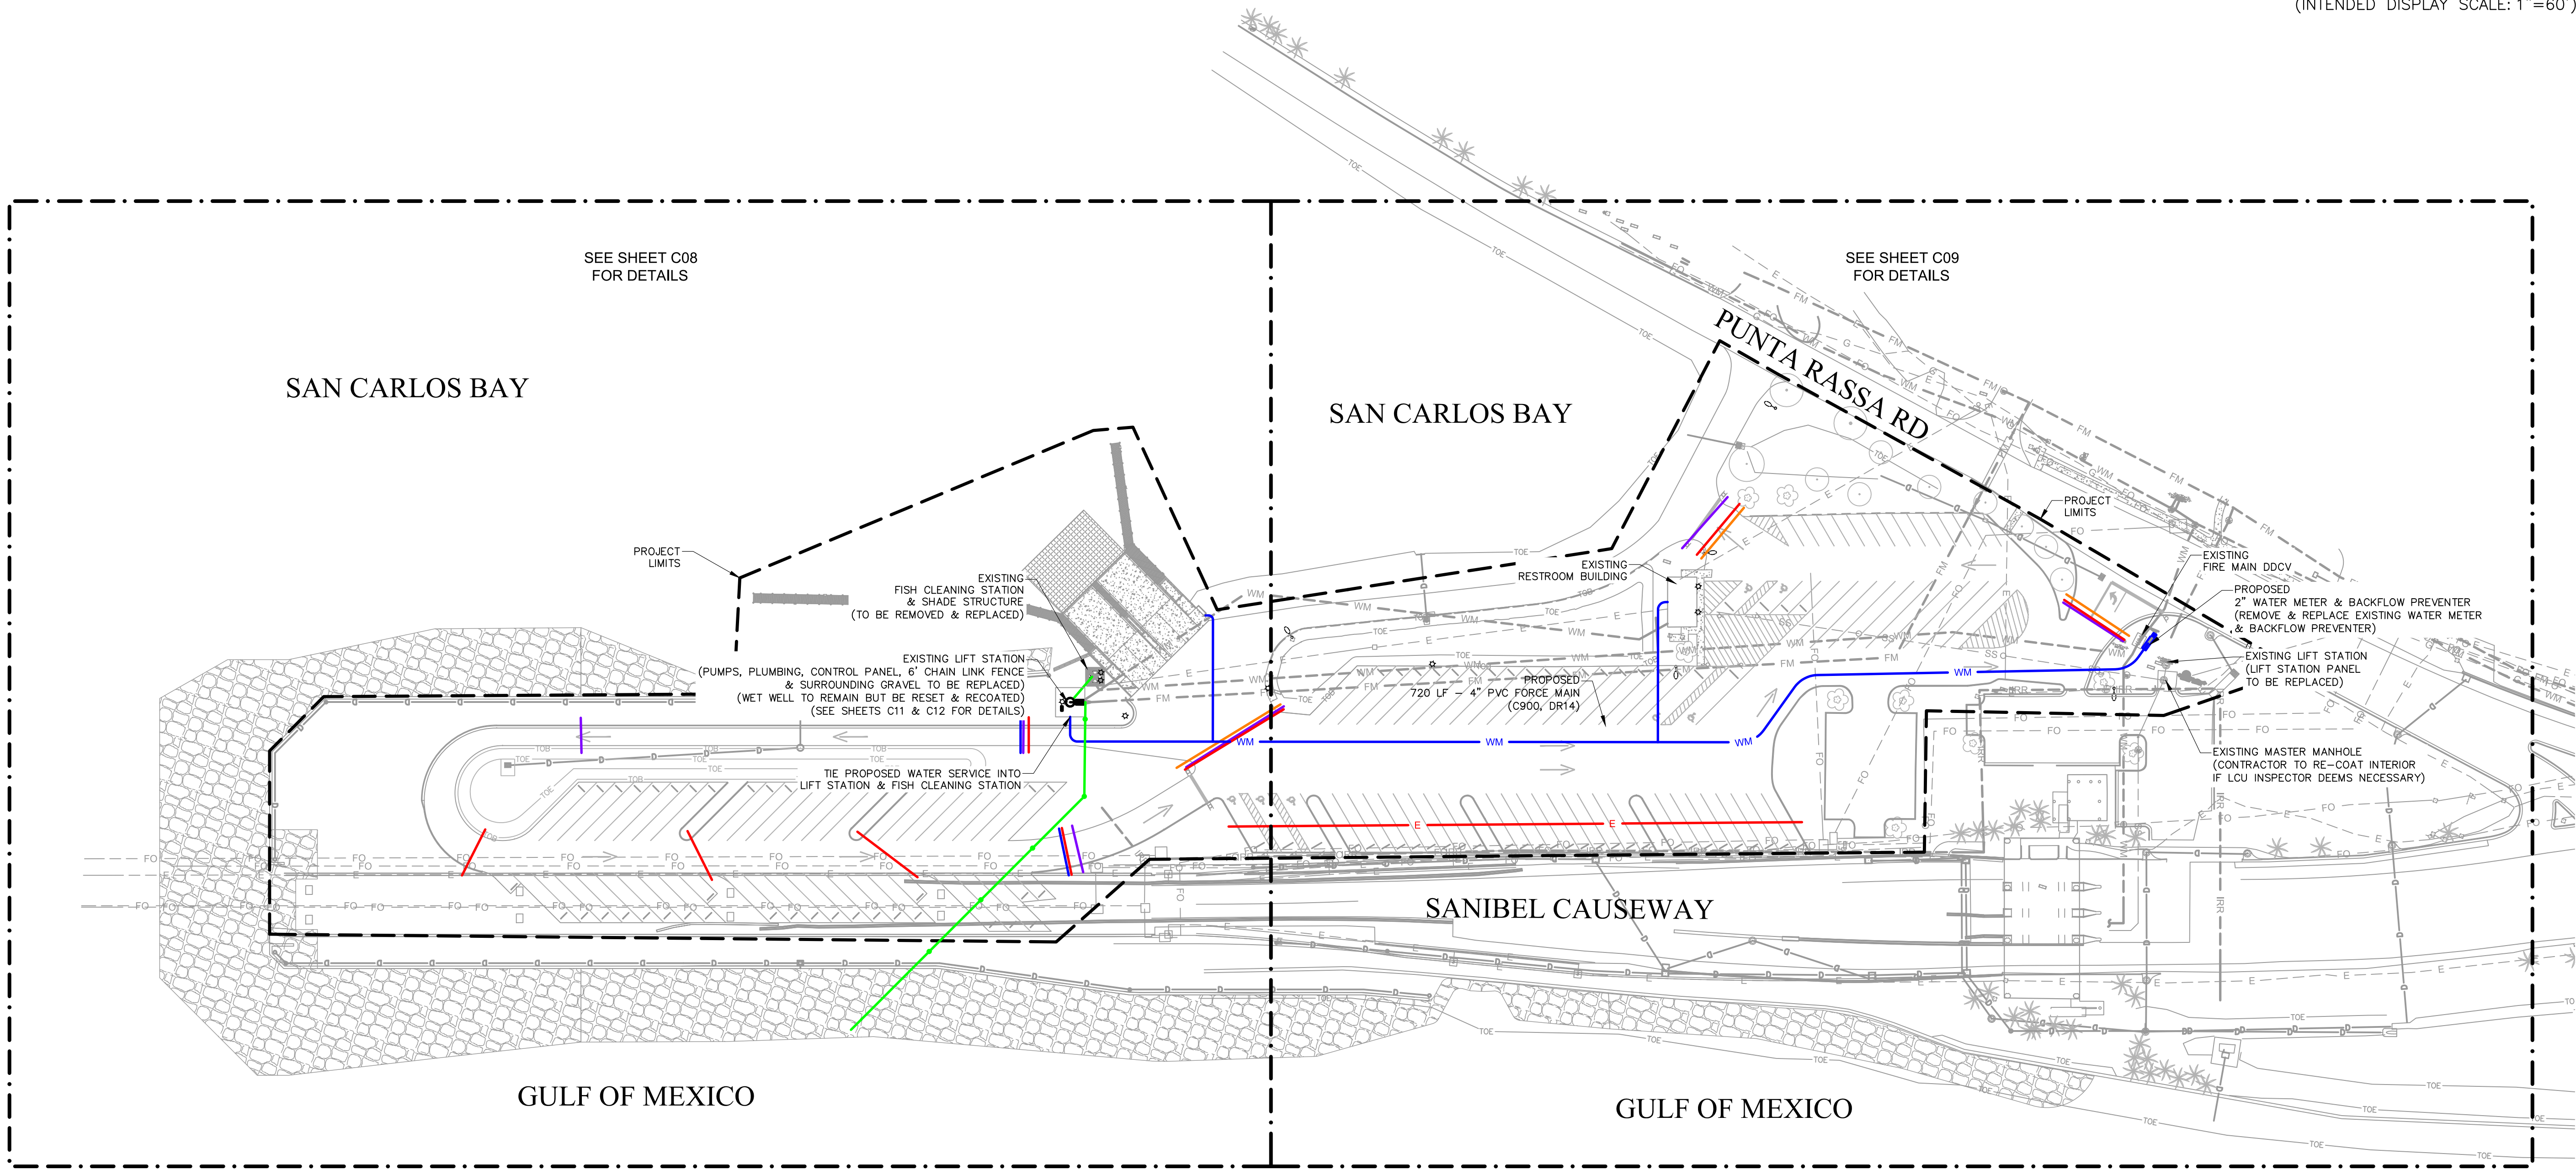 (INTENDED DISPLAY SCALE: 1"=60')
SEE SHEET C08
FOR DETAILS
SEE SHEET C09
FOR DETAILS
SAN CARLOS BAY
SAN CARLOS BAY
PUNTA RASSA RD
PROJECT
LIMITS
PROJECT
LIMITS
EXISTING
FISH CLEANING STATION
& SHADE STRUCTURE
(TO BE REMOVED & REPLACED)
EXISTING
RESTROOM BUILDING
EXISTING
FIRE MAIN DDCV
PROPOSED
2" WATER METER & BACKFLOW PREVENTER
(REMOVE & REPLACE EXISTING WATER METER
& BACKFLOW PREVENTER)
EXISTING LIFT STATION
(PUMPS, PLUMBING, CONTROL PANEL, 6' CHAIN LINK FENCE
& SURROUNDING GRAVEL TO BE REPLACED)
(WET WELL TO REMAIN BUT BE RESET & RECOATED)
(SEE SHEETS C11 & C12 FOR DETAILS)
PROPOSED
720 LF – 4" PVC FORCE MAIN
(C900, DR14)
EXISTING LIFT STATION
(LIFT STATION PANEL
TO BE REPLACED)
EXISTING MASTER MANHOLE
(CONTRACTOR TO RE-COAT INTERIOR
IF LCU INSPECTOR DEEMS NECESSARY)
TIE PROPOSED WATER SERVICE INTO
LIFT STATION & FISH CLEANING STATION
WM
WM
WM
WM
E
E
SANIBEL CAUSEWAY
GULF OF MEXICO
GULF OF MEXICO